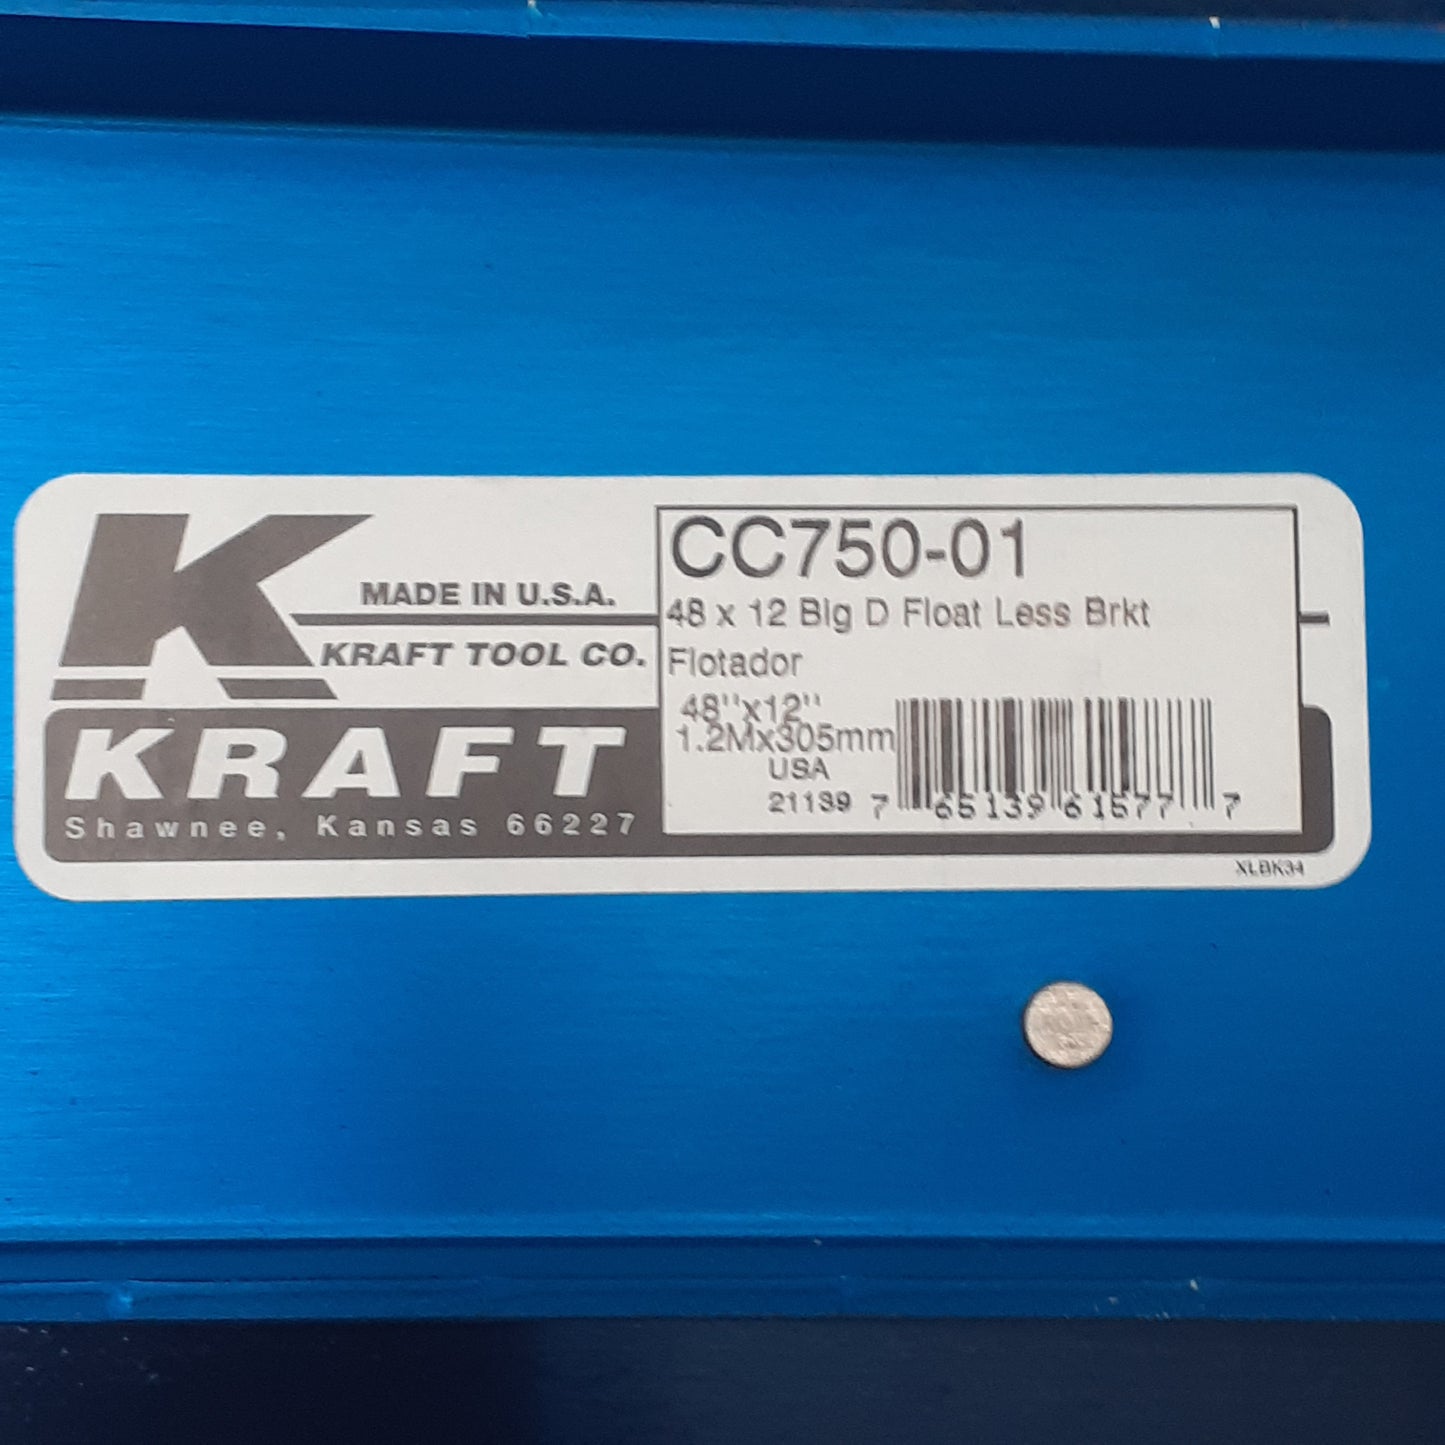 K
MADE IN U.S.A.
KRAFT TOOL CO.
KRAFT
Shawnee, Kansas 66227
CC750-01
48 x 12 Big D Float Less Brkt
Flotador
48"x12"
1.2Mx305mm
USA
21139
7 65139 61577 7
XLBK34